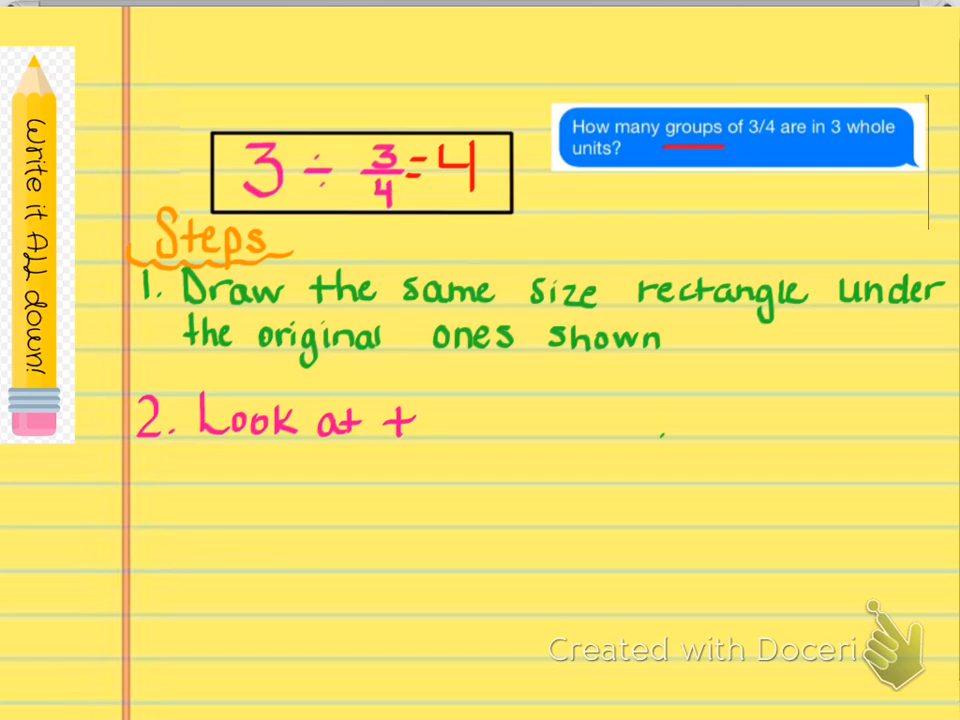 Write it ALL down!
How many groups of 3/4 are in 3 whole
units?
3 ÷ 3/4 = 4
Steps
1. Draw the same size rectangle under
the original ones shown
2. Look at t
Created with Doceri